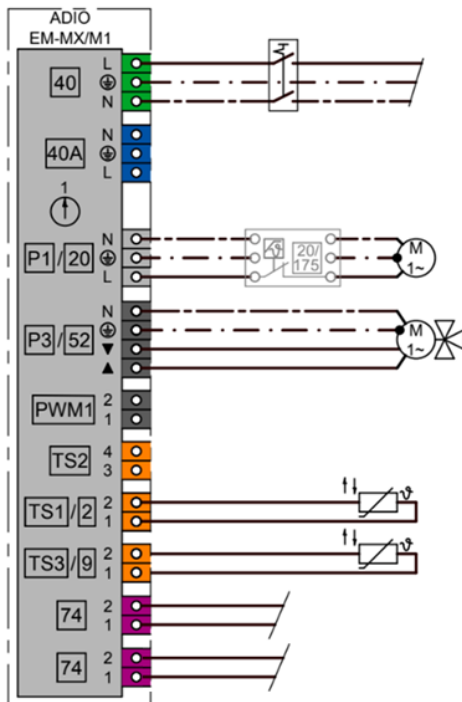 ADIO
EM-MX/M1
40
L
N
40A
N
L
1
P1/20
N
L
20/
175
M
1~
P3/52
N
▼
▲
M
1~
PWM1
2
1
TS2
4
3
TS1/2
2
1
ϑ
TS3/9
2
1
ϑ
74
2
1
74
2
1